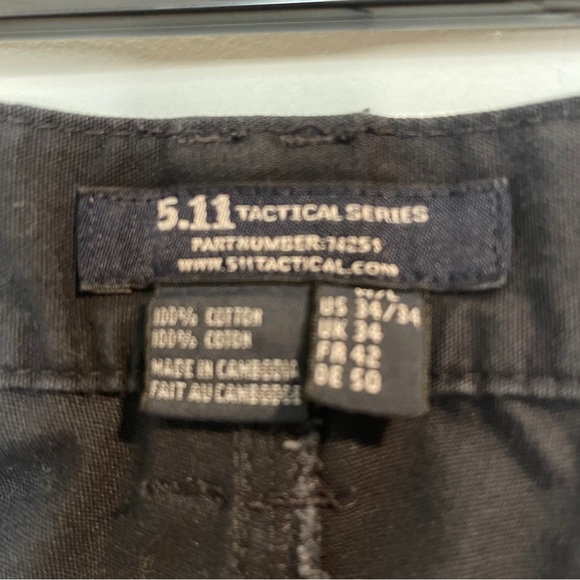 5.11 TACTICAL SERIES
PART NUMBER: 74251
WWW.511TACTICAL.COM
100% COTTON
100% COTTON
MADE IN CAMBODIA
FAIT AU CAMBODGE
W/L
US 34/34
UK 34
FR 42
DE 50